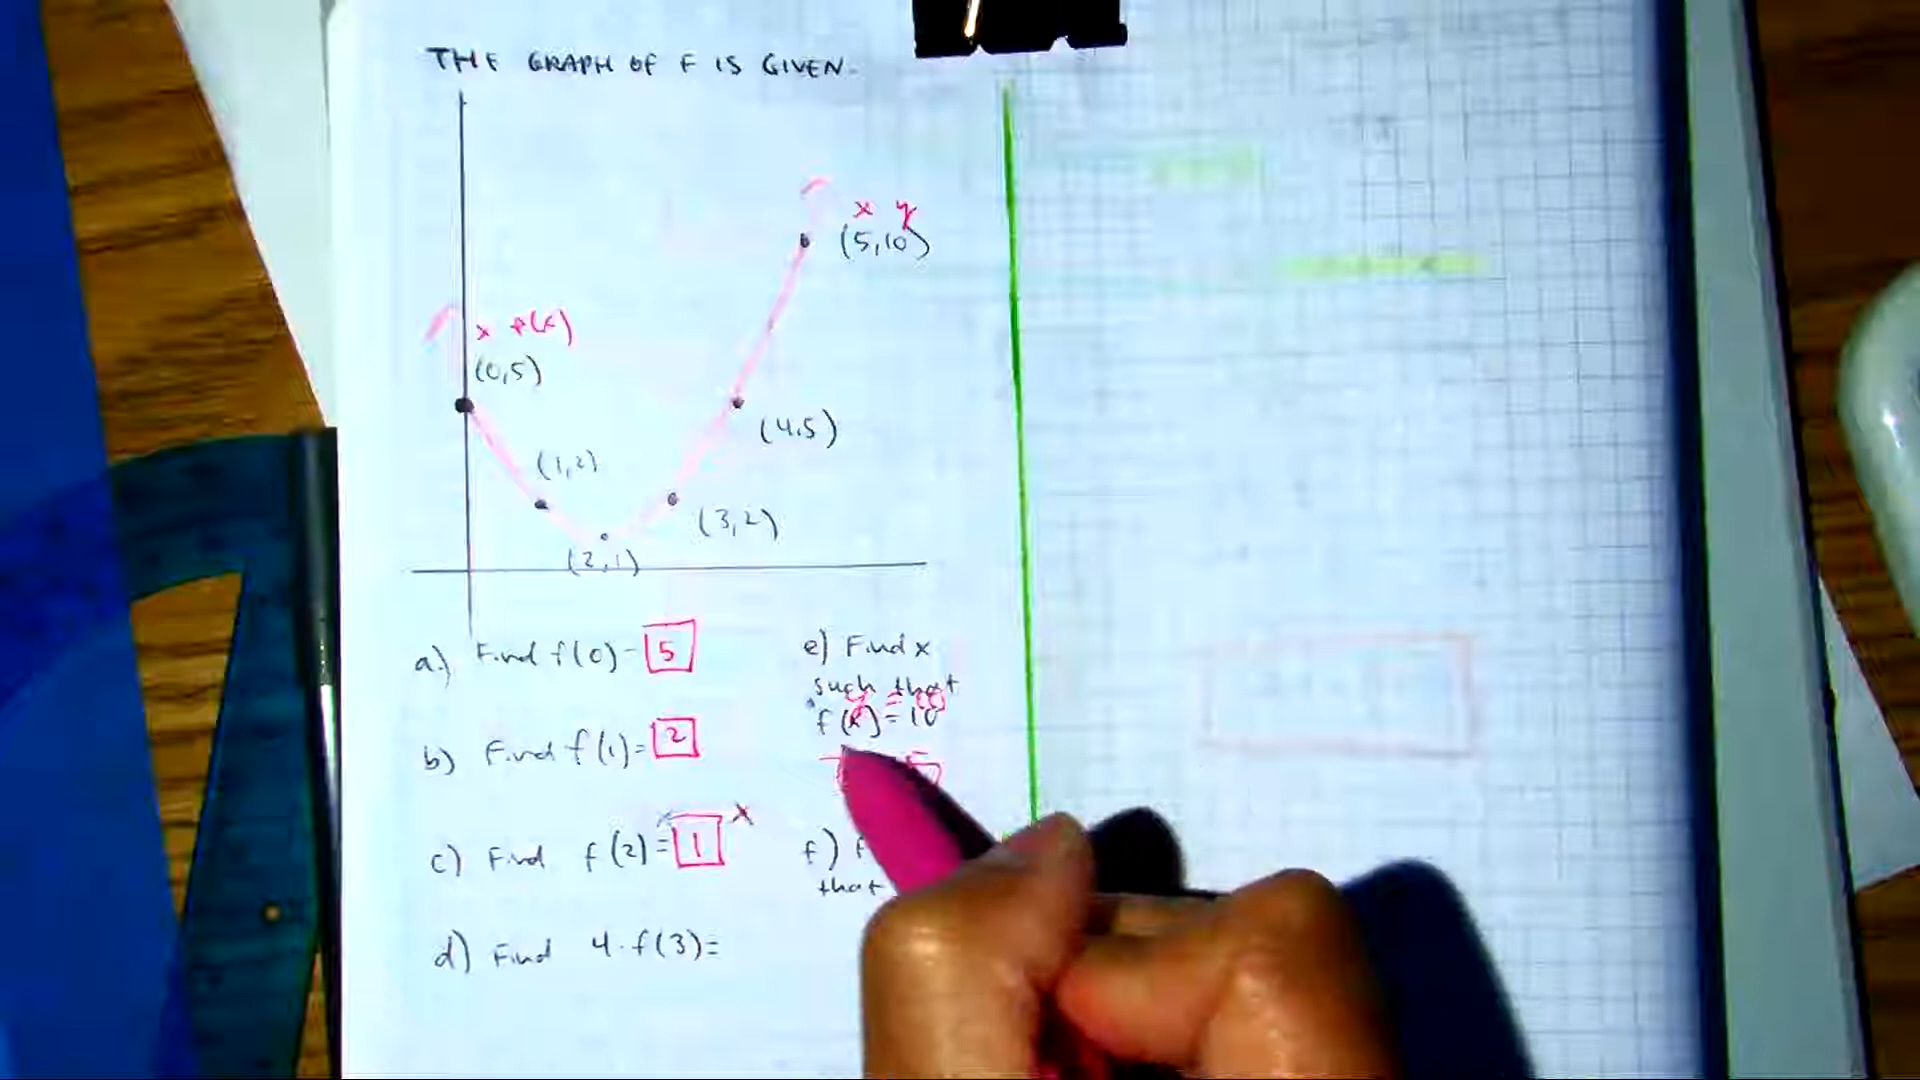 THE GRAPH OF F IS GIVEN.
x y
(5,10)
x f(x)
(0,5)
(4,5)
(1,2)
(3,2)
(2,1)
a.) Find f(0) = 5
b) Find f(1)= 2
c) Find f(2)= 1 x
d) Find 4·f(3)=
e) Find x
such that
f(x)=10
f)
that